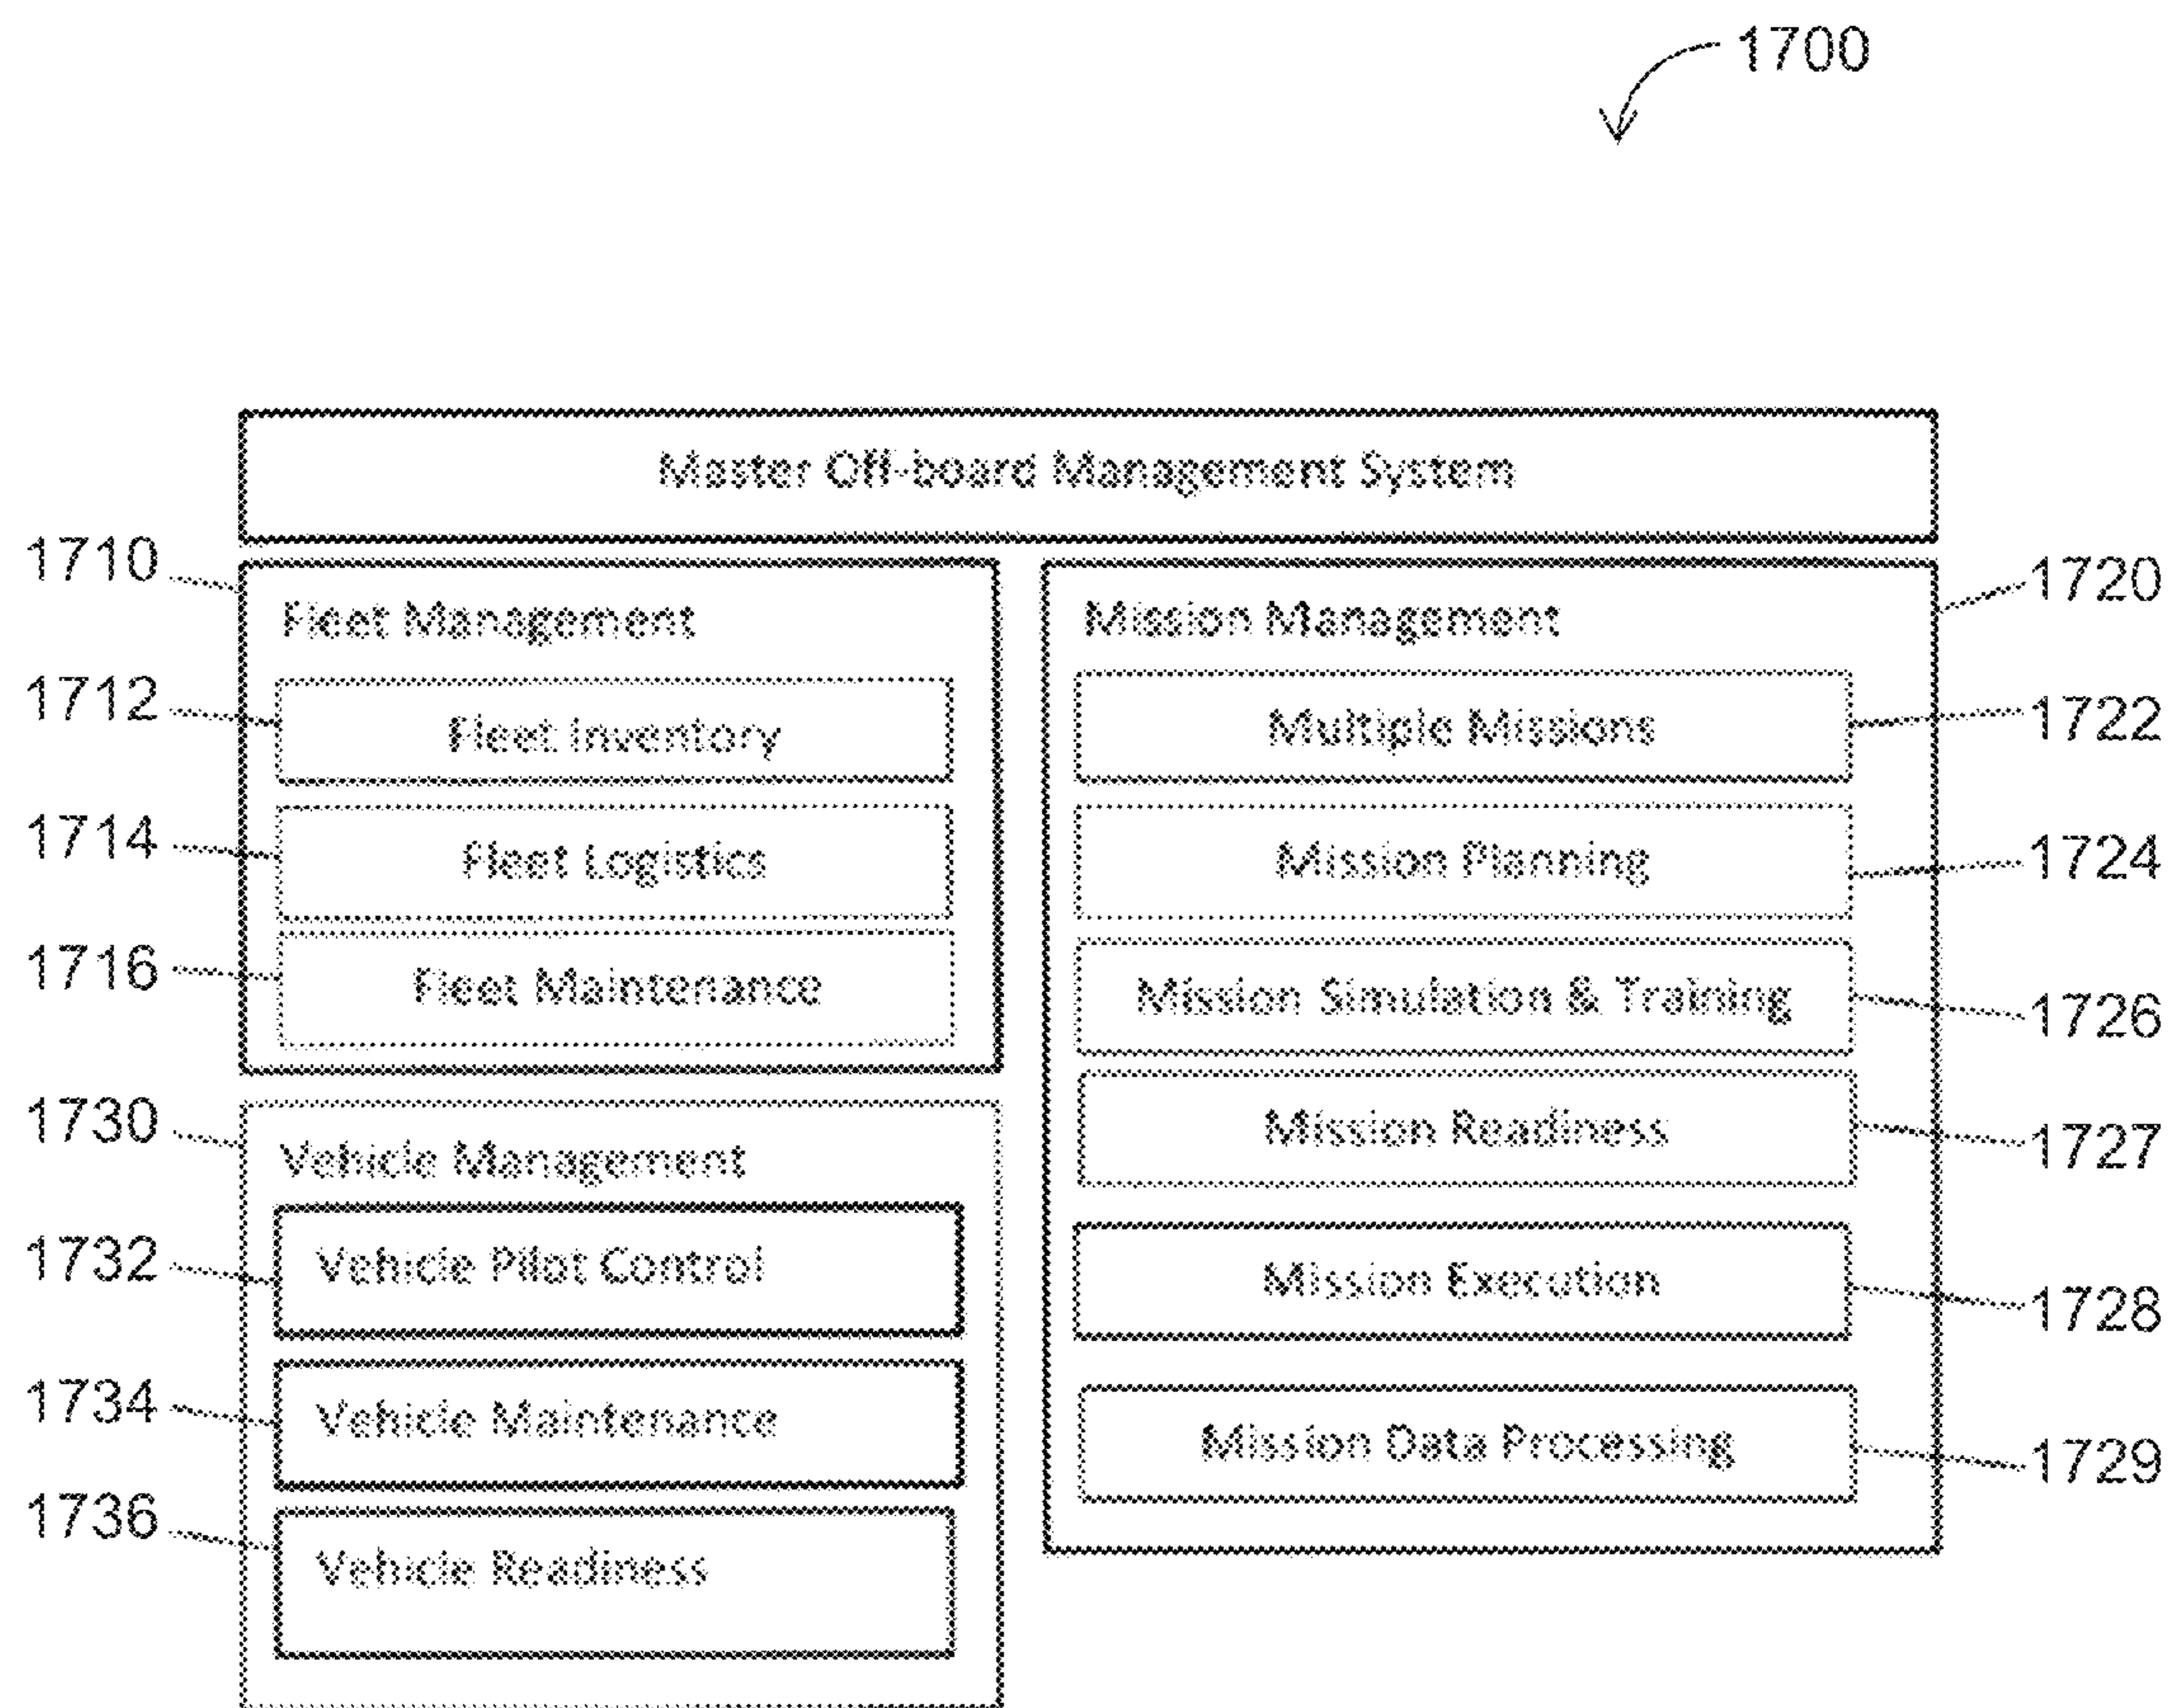 1700
Master Off-board Management System
1710
Fleet Management
1712
Fleet Inventory
1714
Fleet Logistics
1716
Fleet Maintenance
1730
Vehicle Management
1732
Vehicle Pilot Control
1734
Vehicle Maintenance
1736
Vehicle Readiness
1720
Mission Management
1722
Multiple Missions
1724
Mission Planning
1726
Mission Simulation & Training
1727
Mission Readiness
1728
Mission Execution
1729
Mission Data Processing